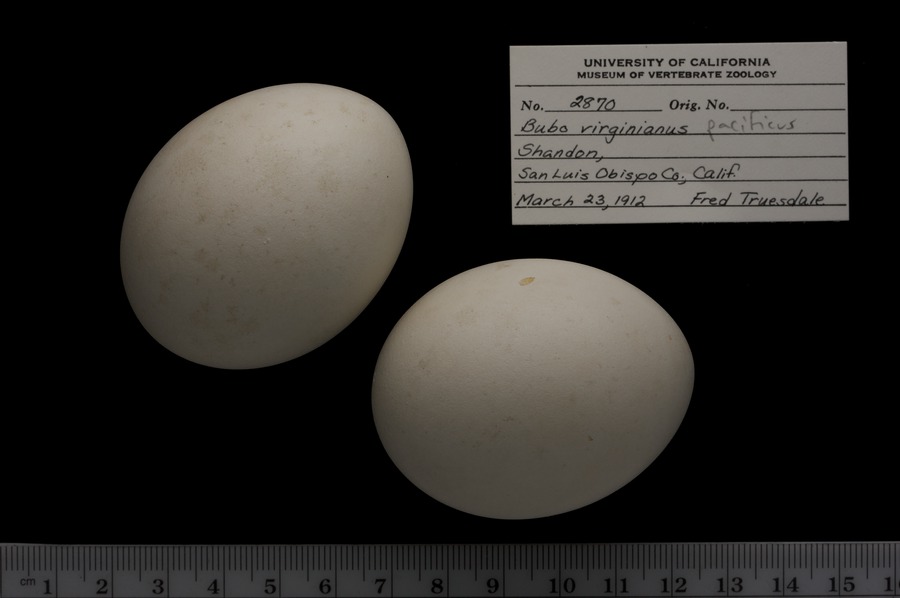 UNIVERSITY OF CALIFORNIA
MUSEUM OF VERTEBRATE ZOOLOGY
No. 2870 Orig. No.
Bubo virginianus pacificus
Shandon,
San Luis Obispo Co., Calif.
March 23, 1912 Fred Truesdale
cm 1 2 3 4 5 6 7 8 9 10 11 12 13 14 15 1